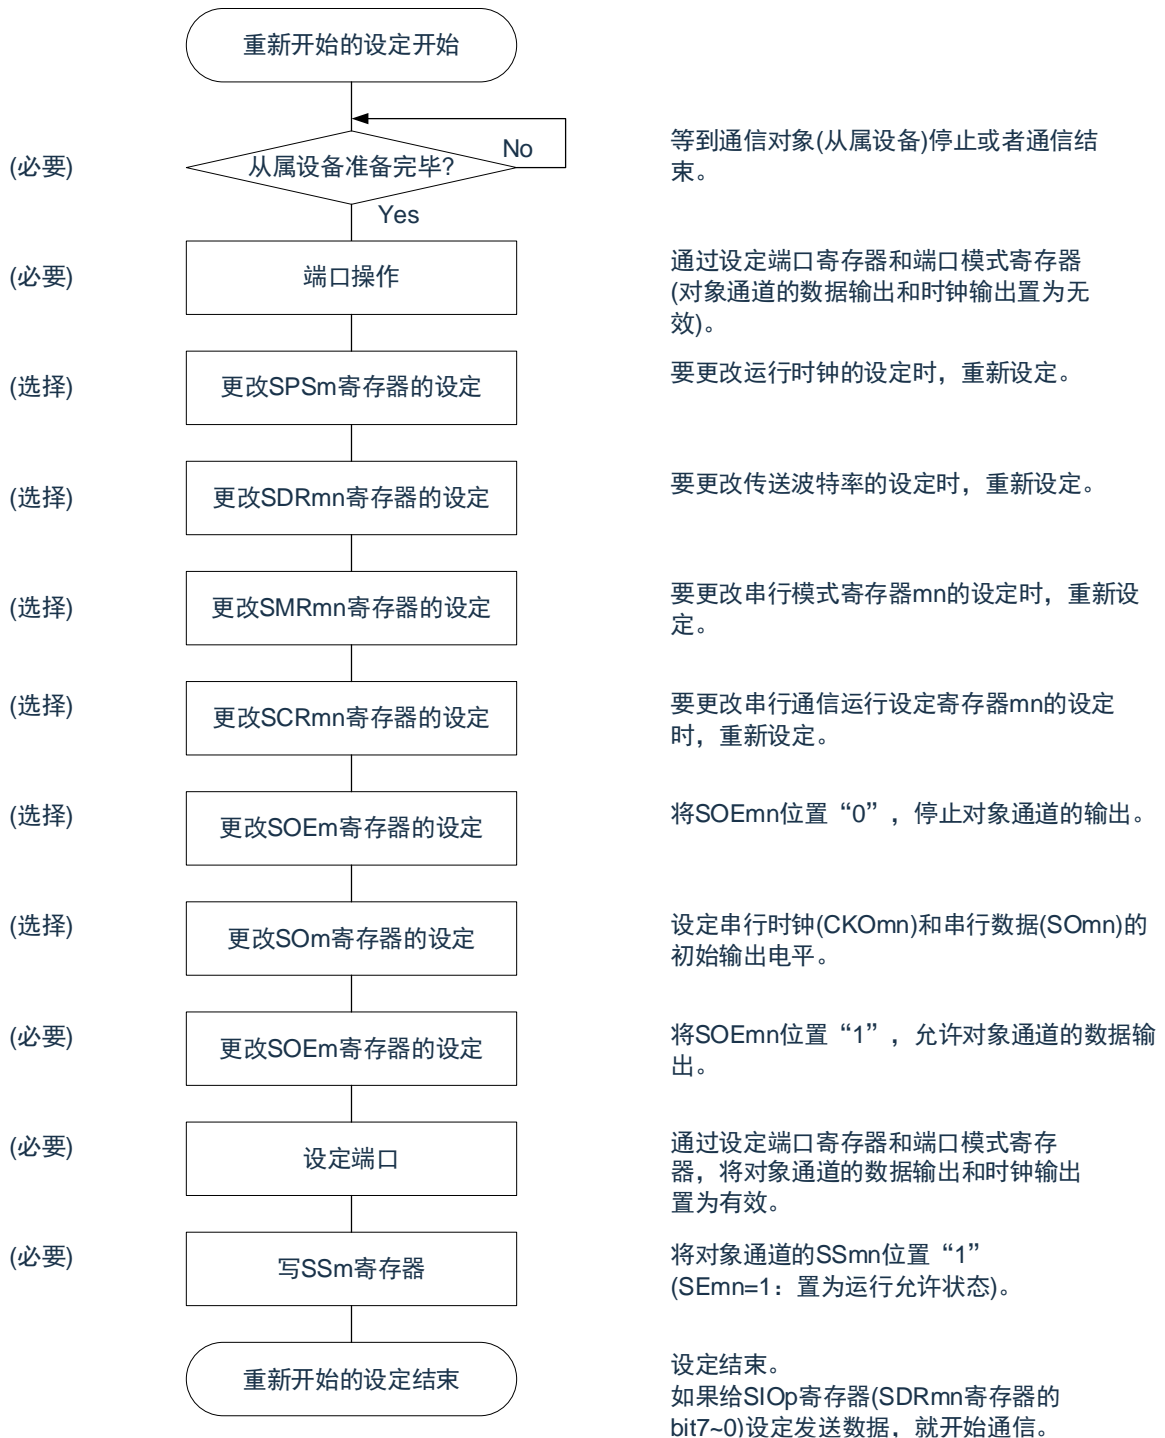 重新开始的设定开始
(必要)
从属设备准备完毕?
No
等到通信对象(从属设备)停止或者通信结
束。
Yes
(必要)
端口操作
通过设定端口寄存器和端口模式寄存器
(对象通道的数据输出和时钟输出置为无
效)。
(选择)
更改SPSm寄存器的设定
要更改运行时钟的设定时，重新设定。
(选择)
更改SDRmn寄存器的设定
要更改传送波特率的设定时，重新设定。
(选择)
更改SMRmn寄存器的设定
要更改串行模式寄存器mn的设定时，重新设
定。
(选择)
更改SCRmn寄存器的设定
要更改串行通信运行设定寄存器mn的设定
时，重新设定。
(选择)
更改SOEm寄存器的设定
将SOEmn位置“0”，停止对象通道的输出。
(选择)
更改SOm寄存器的设定
设定串行时钟(CKOmn)和串行数据(SOmn)的
初始输出电平。
(必要)
更改SOEm寄存器的设定
将SOEmn位置“1”，允许对象通道的数据输
出。
(必要)
设定端口
通过设定端口寄存器和端口模式寄存
器，将对象通道的数据输出和时钟输出
置为有效。
(必要)
写SSm寄存器
将对象通道的SSmn位置“1”
(SEmn=1：置为运行允许状态)。
重新开始的设定结束
设定结束。
如果给SIOp寄存器(SDRmn寄存器的
bit7~0)设定发送数据，就开始通信。